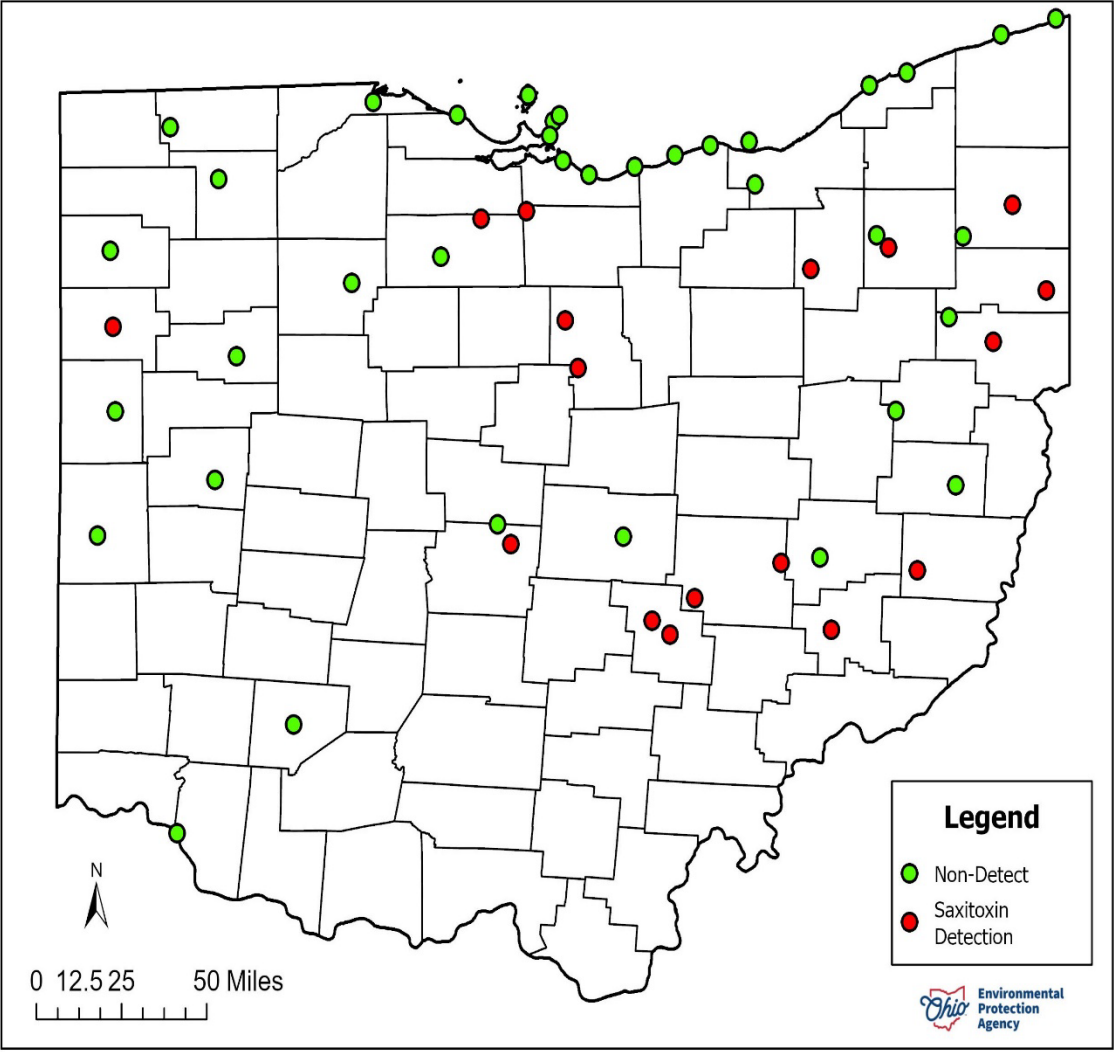 Legend
Non-Detect
Saxitoxin
Detection
N
0 12.5 25 50 Miles
Ohio
Environmental
Protection
Agency